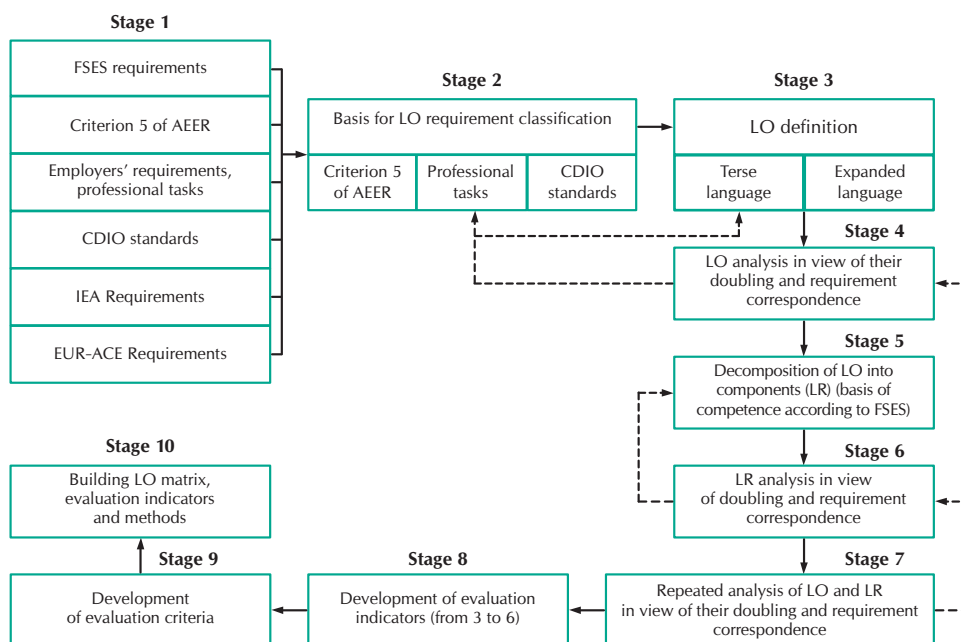 Stage 1
FSES requirements
Criterion 5 of AEER
Employers’ requirements,
professional tasks
CDIO standards
IEA Requirements
EUR–ACE Requirements
Stage 2
Basis for LO requirement classification
Criterion 5
of AEER
Professional
tasks
CDIO
standards
Stage 3
LO definition
Terse
language
Expanded
language
Stage 4
LO analysis in view of their
doubling and requirement
correspondence
Stage 5
Decomposition of LO into
components (LR) (basis of
competence according to FSES)
Stage 6
LR analysis in view
of doubling and requirement
correspondence
Stage 7
Repeated analysis of LO and LR
in view of their doubling and requirement
correspondence
Stage 8
Development of evaluation
indicators (from 3 to 6)
Stage 9
Development
of evaluation criteria
Stage 10
Building LO matrix,
evaluation indicators
and methods